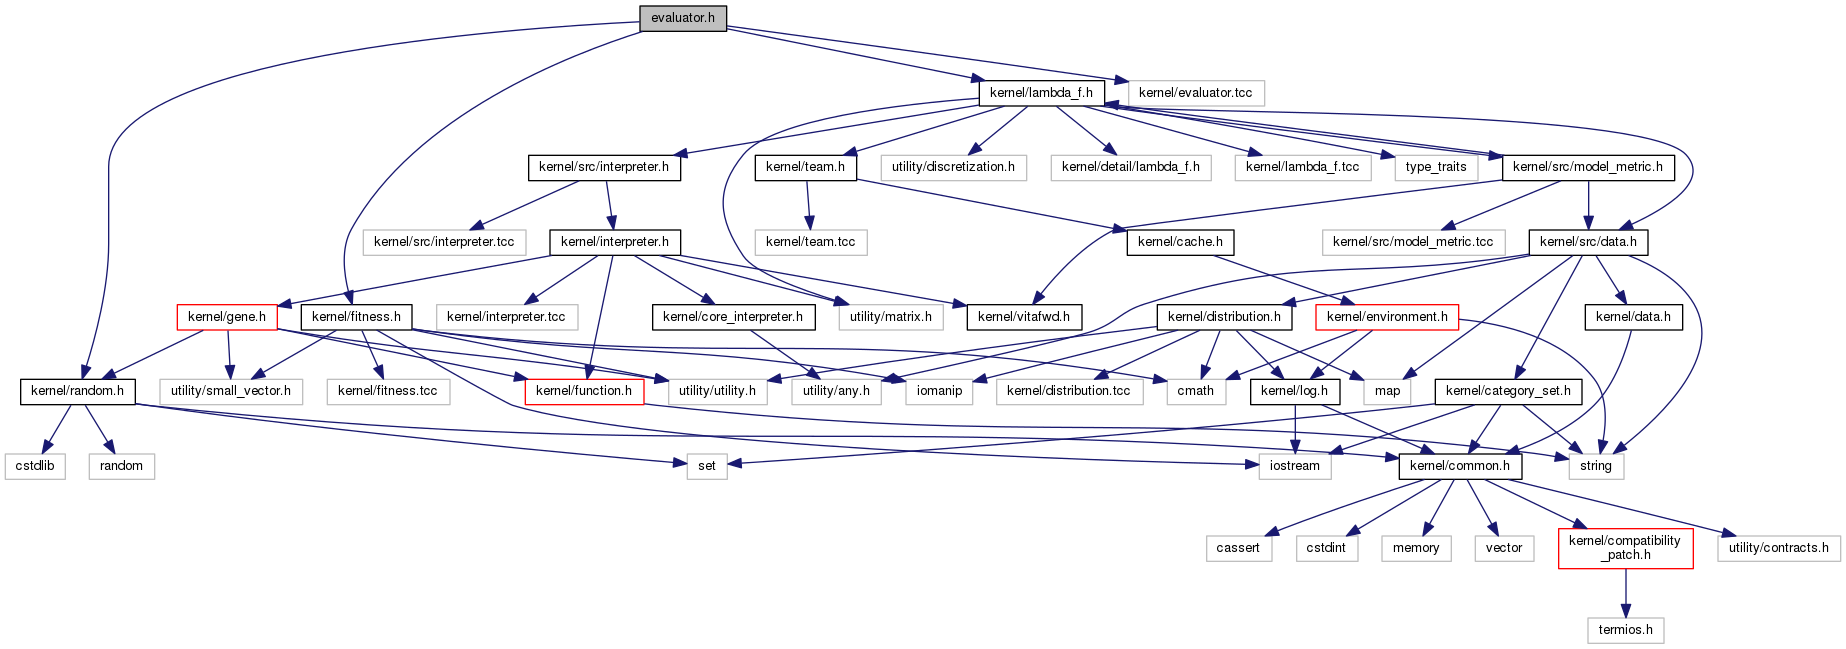 evaluator.h
kernel/lambda_f.h
kernel/evaluator.tcc
kernel/src/interpreter.h
kernel/team.h
utility/discretization.h
kernel/detail/lambda_f.h
kernel/lambda_f.tcc
type_traits
kernel/src/model_metric.h
kernel/src/interpreter.tcc
kernel/interpreter.h
kernel/team.tcc
kernel/cache.h
kernel/src/model_metric.tcc
kernel/src/data.h
kernel/gene.h
kernel/fitness.h
kernel/interpreter.tcc
kernel/core_interpreter.h
utility/matrix.h
kernel/vitafwd.h
kernel/distribution.h
kernel/environment.h
kernel/data.h
kernel/random.h
utility/small_vector.h
kernel/fitness.tcc
kernel/function.h
utility/utility.h
utility/any.h
iomanip
kernel/distribution.tcc
cmath
kernel/log.h
map
kernel/category_set.h
cstdlib
random
set
iostream
kernel/common.h
string
cassert
cstdint
memory
vector
kernel/compatibility
_patch.h
utility/contracts.h
termios.h